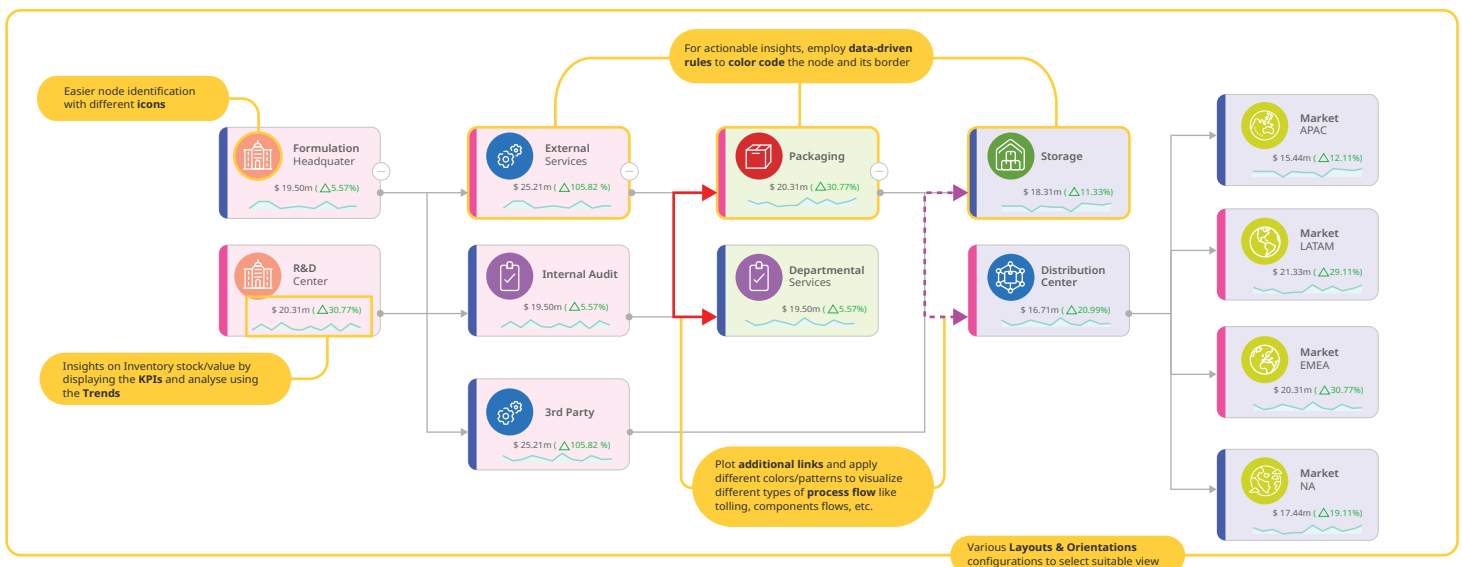 For actionable insights, employ data-driven
rules to color code the node and its border
Easier node identification
with different icons
Formulation
Headquater
$ 19.50m ( △5.57%)
External
Services
$ 25.21m ( △105.82 %)
Packaging
$ 20.31m ( △30.77%)
Storage
$ 18.31m ( △11.33%)
Market
APAC
$ 15.44m ( △12.11%)
R&D
Center
$ 20.31m ( △30.77%)
Internal Audit
$ 19.50m ( △5.57%)
Departmental
Services
$ 19.50m ( △5.57%)
Distribution
Center
$ 16.71m ( △20.99%)
Market
LATAM
$ 21.33m ( △29.11%)
Insights on Inventory stock/value by
displaying the KPIs and analyse using
the Trends
3rd Party
$ 25.21m ( △105.82 %)
Market
EMEA
$ 20.31m ( △30.77%)
Plot additional links and apply
different colors/patterns to visualize
different types of process flow like
tolling, components flows, etc.
Market
NA
$ 17.44m ( △19.11%)
Various Layouts & Orientations
configurations to select suitable view